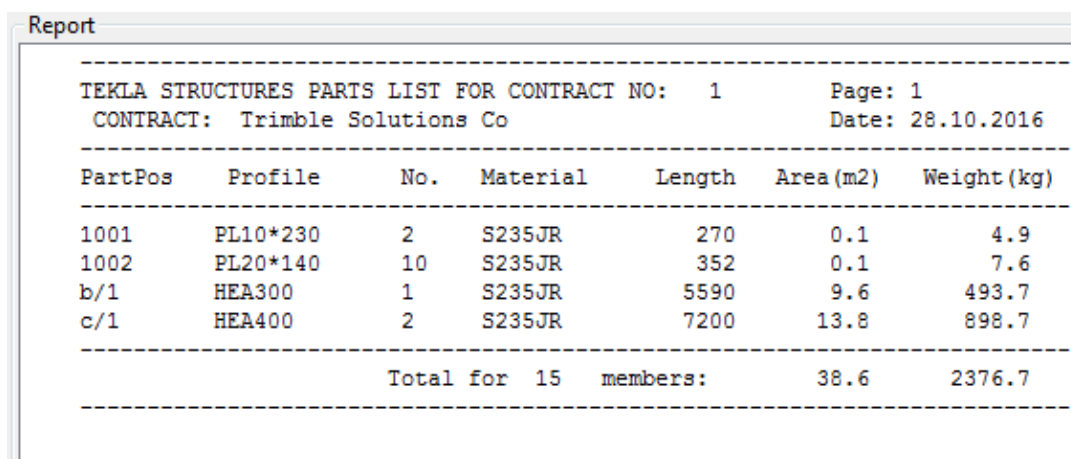 Report
--------------------------------------------------------------------------
TEKLA STRUCTURES PARTS LIST FOR CONTRACT NO:   1        Page: 1
 CONTRACT:  Trimble Solutions Co                        Date: 28.10.2016
--------------------------------------------------------------------------
PartPos    Profile      No.   Material     Length   Area(m2)   Weight(kg)
--------------------------------------------------------------------------
1001      PL10*230     2    S235JR            270       0.1         4.9
1002      PL20*140     10   S235JR            352       0.1         7.6
b/1       HEA300       1    S235JR           5590       9.6       493.7
c/1       HEA400       2    S235JR           7200      13.8       898.7
--------------------------------------------------------------------------
                       Total for  15   members:        38.6      2376.7
--------------------------------------------------------------------------